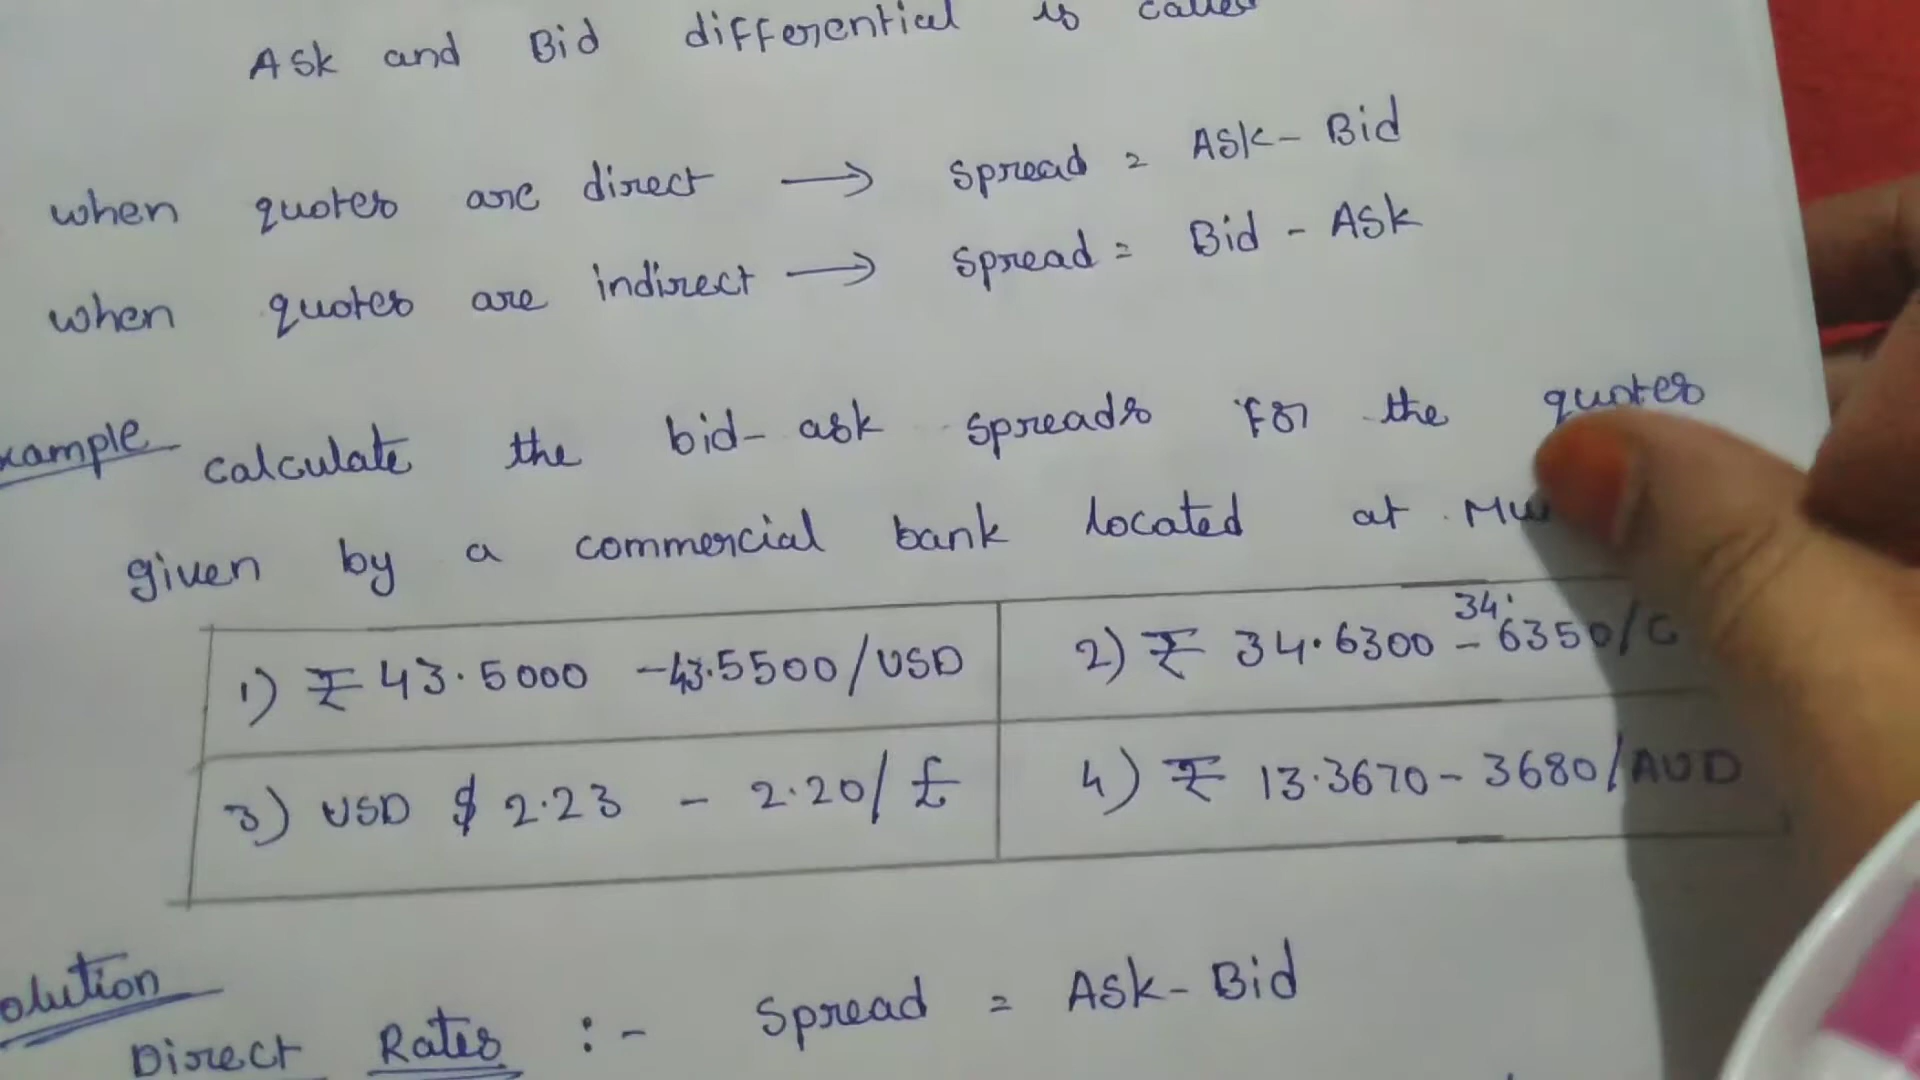 Ask and Bid differential is called
when quotes are direct → Spread = Ask - Bid
when quotes are indirect → Spread = Bid - Ask
calculate the bid-ask spreads for the quotes
given by a commercial bank located at
1) ₹ 43.5000 - 43.5500/USD
2) ₹ 34.6300 - 34.6350/
3) USD $ 2.23 - 2.20/£
4) ₹ 13.3670 - 3680/AUD
Direct Rates :- Spread = Ask - Bid